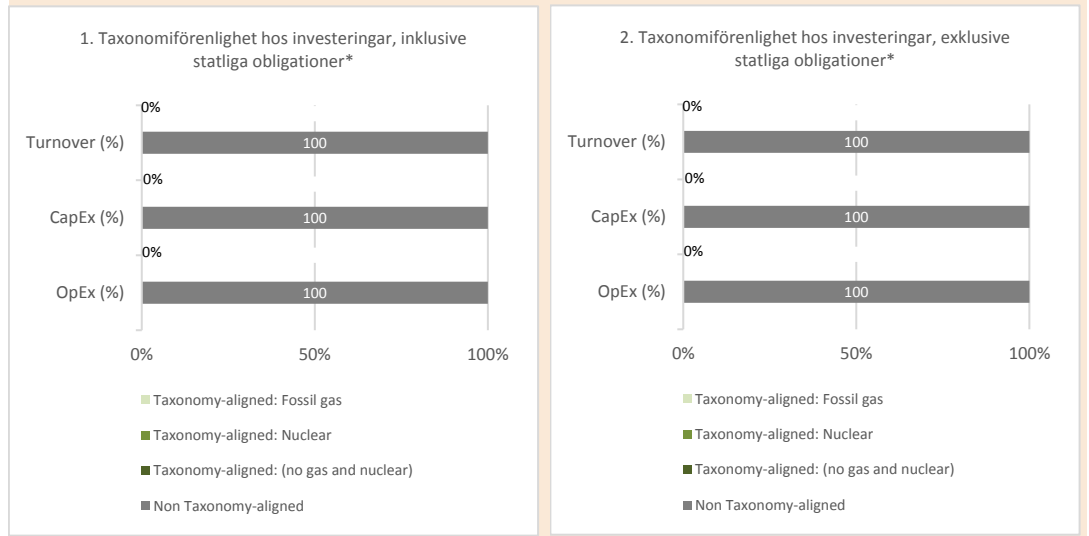 1. Taxonomiförenlighet hos investeringar, inklusive
statliga obligationer*
0%
Turnover (%)
100
0%
CapEx (%)
100
0%
OpEx (%)
100
0%
50%
100%
Taxonomy-aligned: Fossil gas
Taxonomy-aligned: Nuclear
Taxonomy-aligned: (no gas and nuclear)
Non Taxonomy-aligned
2. Taxonomiförenlighet hos investeringar, exklusive
statliga obligationer*
0%
Turnover (%)
100
0%
CapEx (%)
100
0%
OpEx (%)
100
0%
50%
100%
Taxonomy-aligned: Fossil gas
Taxonomy-aligned: Nuclear
Taxonomy-aligned: (no gas and nuclear)
Non Taxonomy-aligned